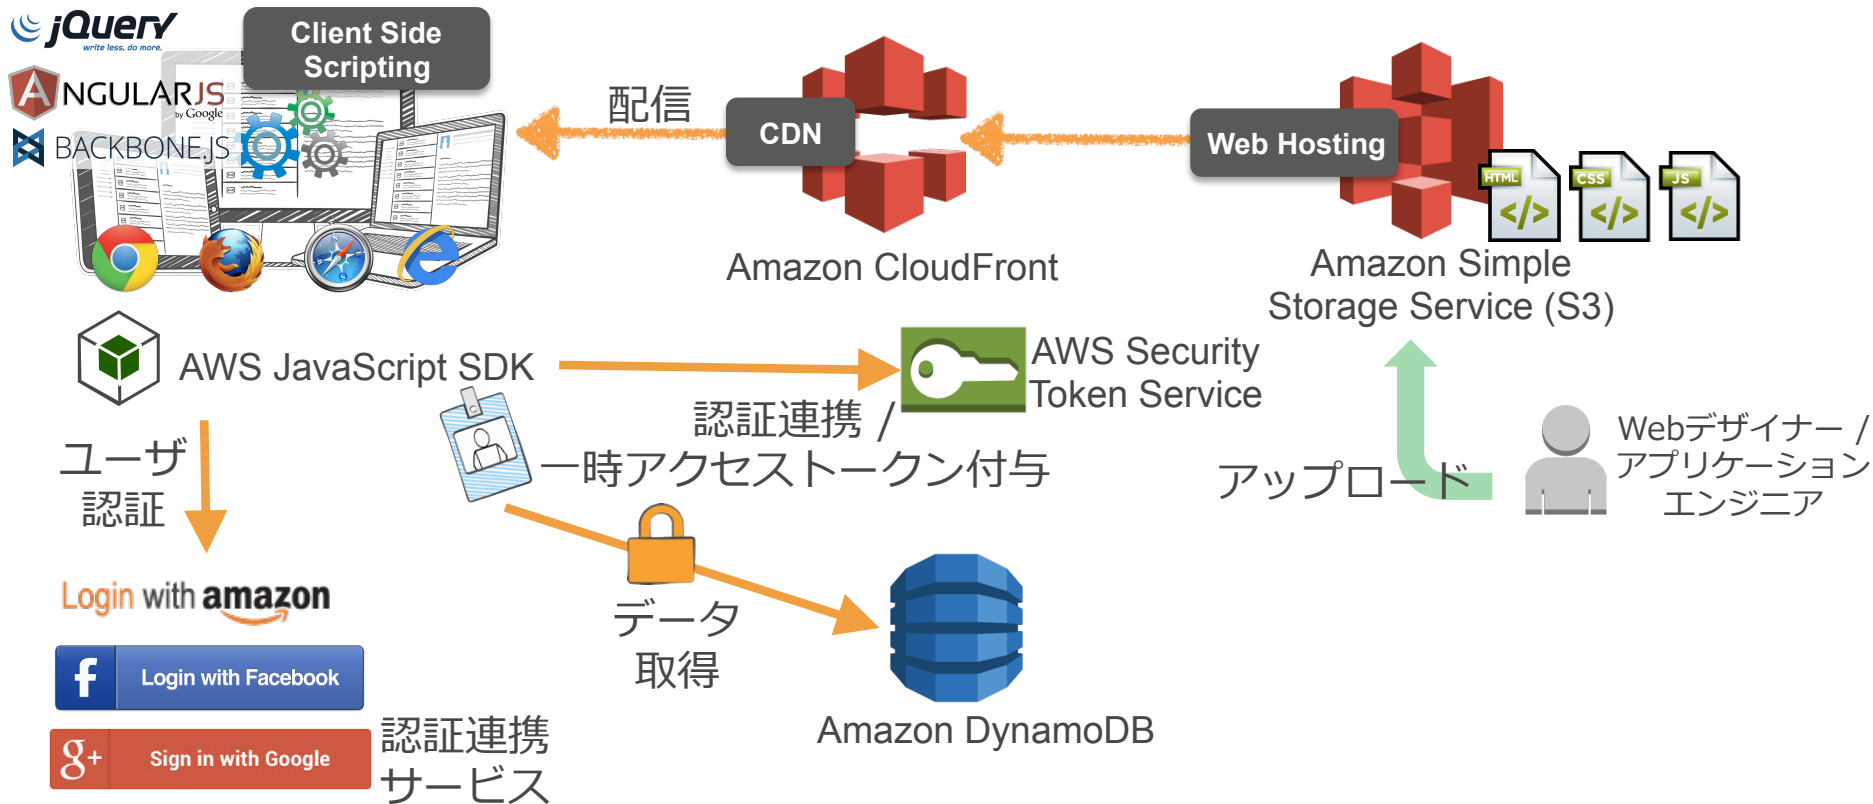 jQuery
write less, do more.
ANGULARJS
by Google
BACKBONE.JS
Client Side
Scripting
配信
CDN
Amazon CloudFront
Web Hosting
HTML
</>
CSS
</>
JS
</>
Amazon Simple
Storage Service (S3)
AWS JavaScript SDK
AWS Security
Token Service
認証連携 /
一時アクセストークン付与
ユーザ
認証
アップロード
Webデザイナー /
アプリケーション
エンジニア
データ
取得
Amazon DynamoDB
Login with amazon
f
Login with Facebook
g+
Sign in with Google
認証連携
サービス